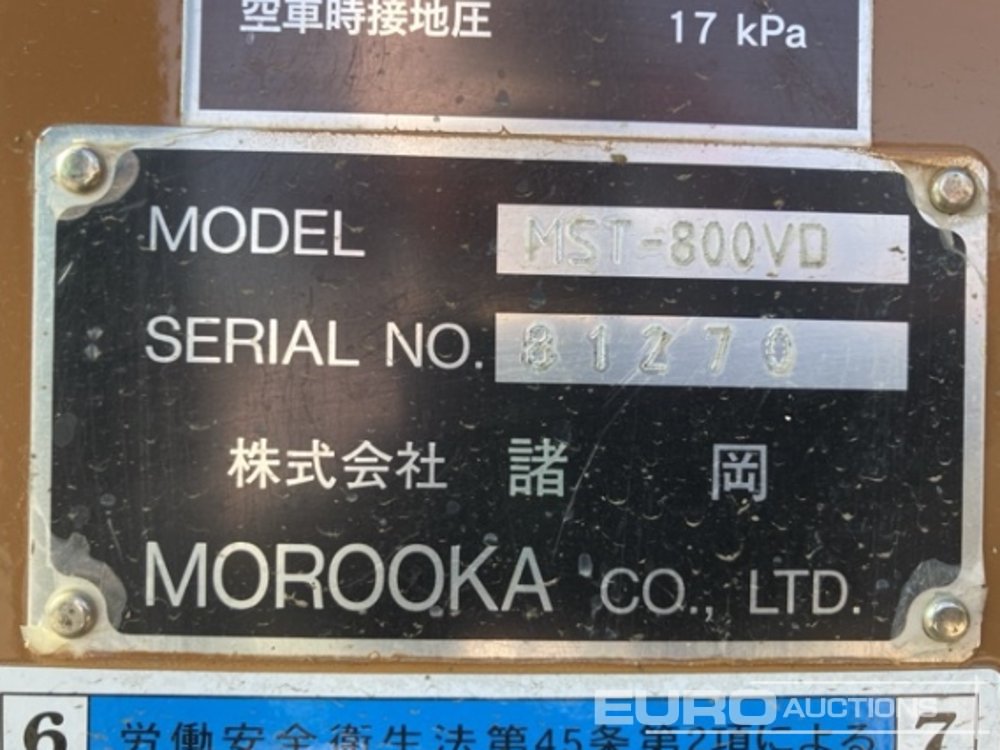 空車時接地圧 17 kPa
MODEL MST-800VD
SERIAL NO. 81270
株式会社 諸 岡
MOROOKA CO., LTD.
6 労働安全衛生法第45条第2項による 7
EURO AUCTIONS